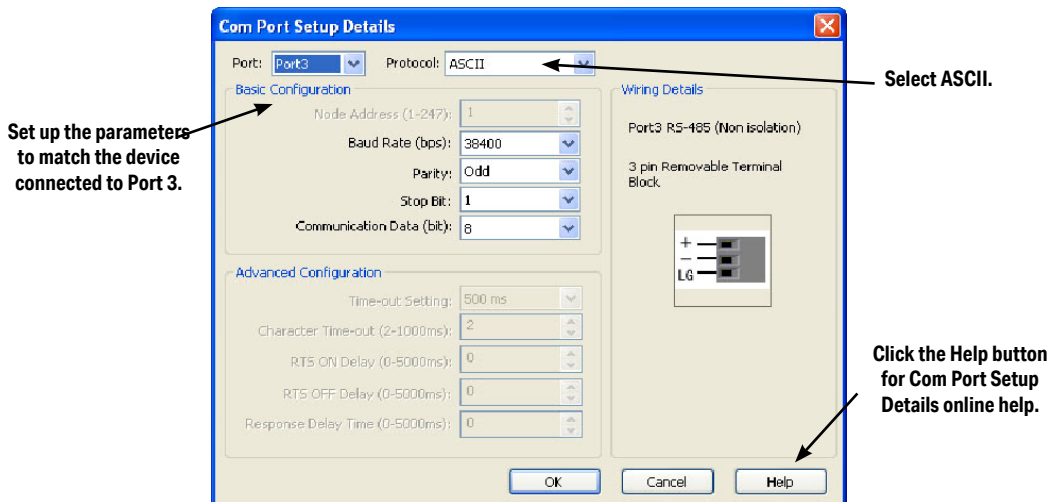 Com Port Setup Details
Port: Port3 Protocol: ASCII
Select ASCII.
Basic Configuration
Node Address (1-247): 1
Baud Rate (bps): 38400
Parity: Odd
Stop Bit: 1
Communication Data (bit): 8
Set up the parameters
to match the device
connected to Port 3.
Wiring Details
Port3 RS-485 (Non isolation)
3 pin Removable Terminal
Block
+
−
LG
Advanced Configuration
Time-out Setting: 500 ms
Character Time-out (2-1000ms): 2
RTS ON Delay (0-5000ms): 0
RTS OFF Delay (0-5000ms): 0
Response Delay Time (0-5000ms): 0
Click the Help button
for Com Port Setup
Details online help.
OK Cancel Help